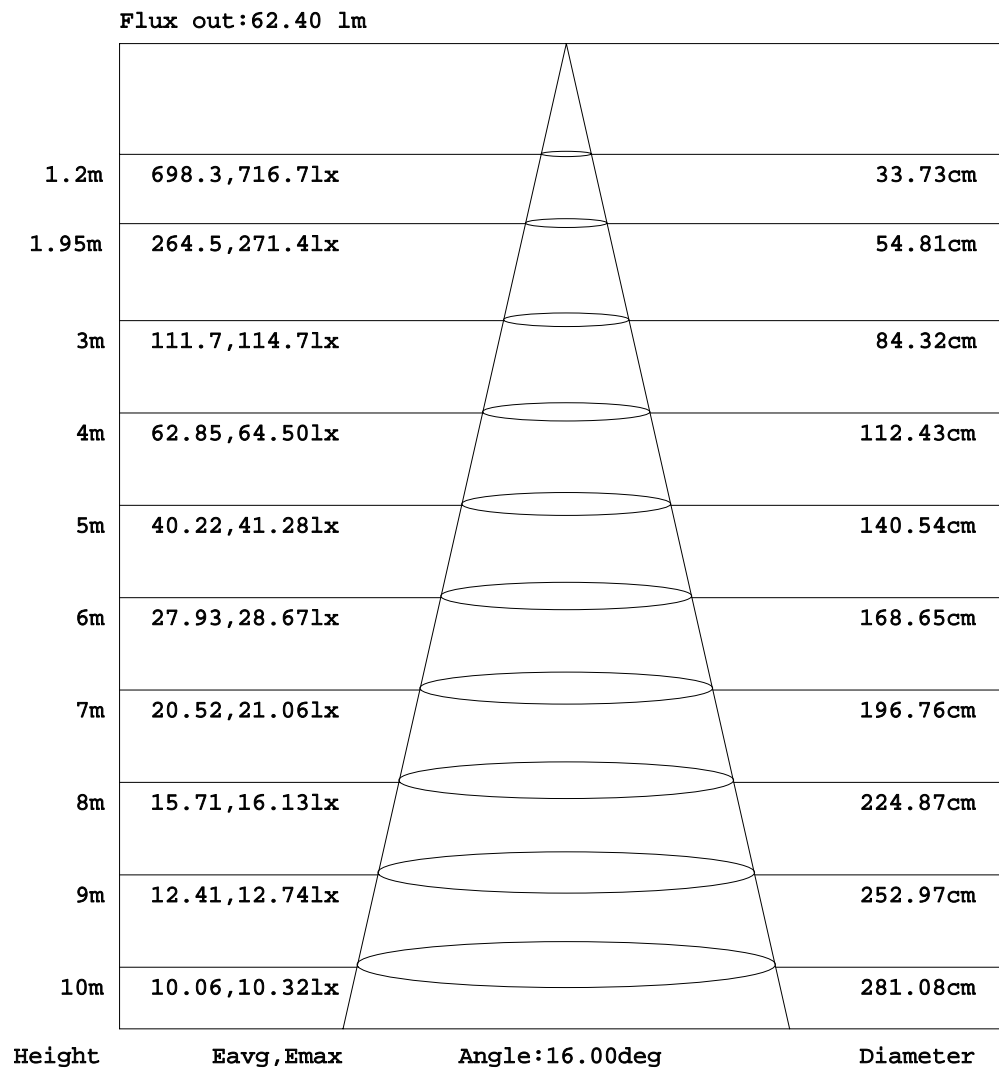 Flux out:62.40 lm
1.2m 698.3,716.7lx 33.73cm
1.95m 264.5,271.4lx 54.81cm
3m 111.7,114.7lx 84.32cm
4m 62.85,64.50lx 112.43cm
5m 40.22,41.28lx 140.54cm
6m 27.93,28.67lx 168.65cm
7m 20.52,21.06lx 196.76cm
8m 15.71,16.13lx 224.87cm
9m 12.41,12.74lx 252.97cm
10m 10.06,10.32lx 281.08cm
Height Eavg,Emax Angle:16.00deg Diameter